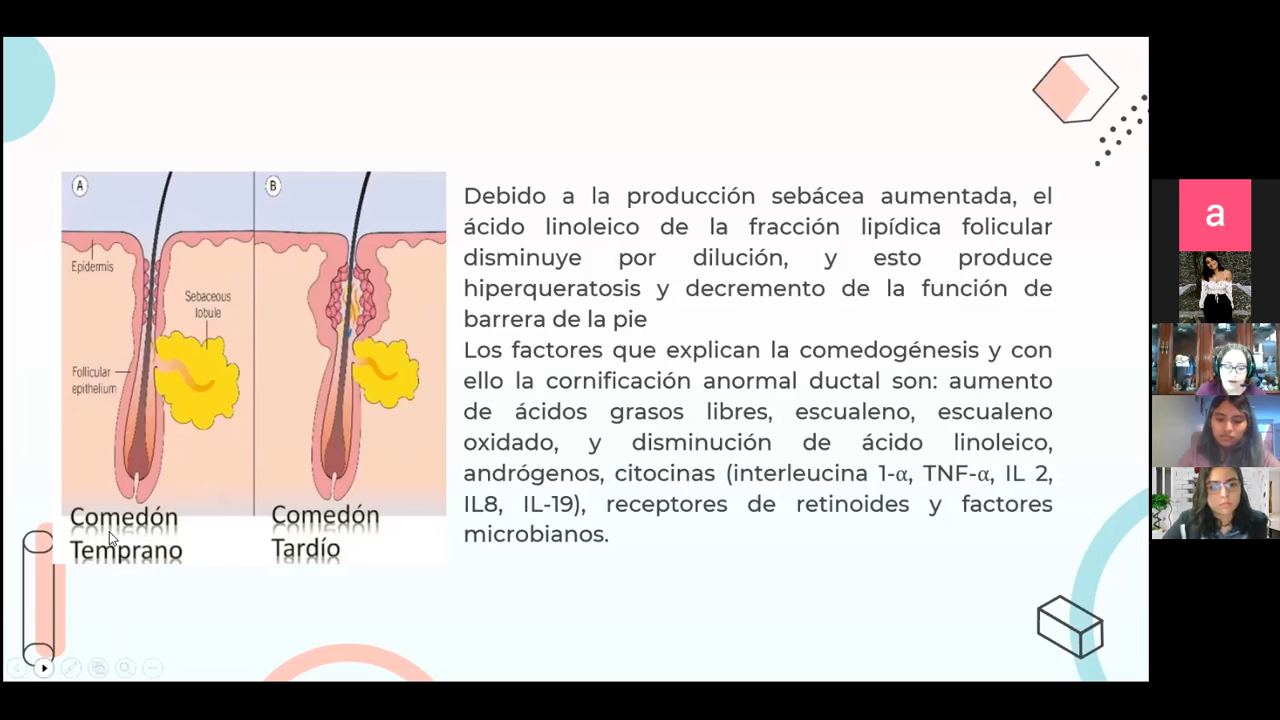 A
B
Epidermis
Sebaceous
lobule
Follicular
epithelium
Comedón
Temprano
Comedón
Tardío
Debido a la producción sebácea aumentada, el
ácido linoleico de la fracción lipídica folicular
disminuye por dilución, y esto produce
hiperqueratosis y decremento de la función de
barrera de la pie
Los factores que explican la comedogénesis y con
ello la cornificación anormal ductal son: aumento
de ácidos grasos libres, escualeno, escualeno
oxidado, y disminución de ácido linoleico,
andrógenos, citocinas (interleucina 1-α, TNF-α, IL 2,
IL8, IL-19), receptores de retinoides y factores
microbianos.
a